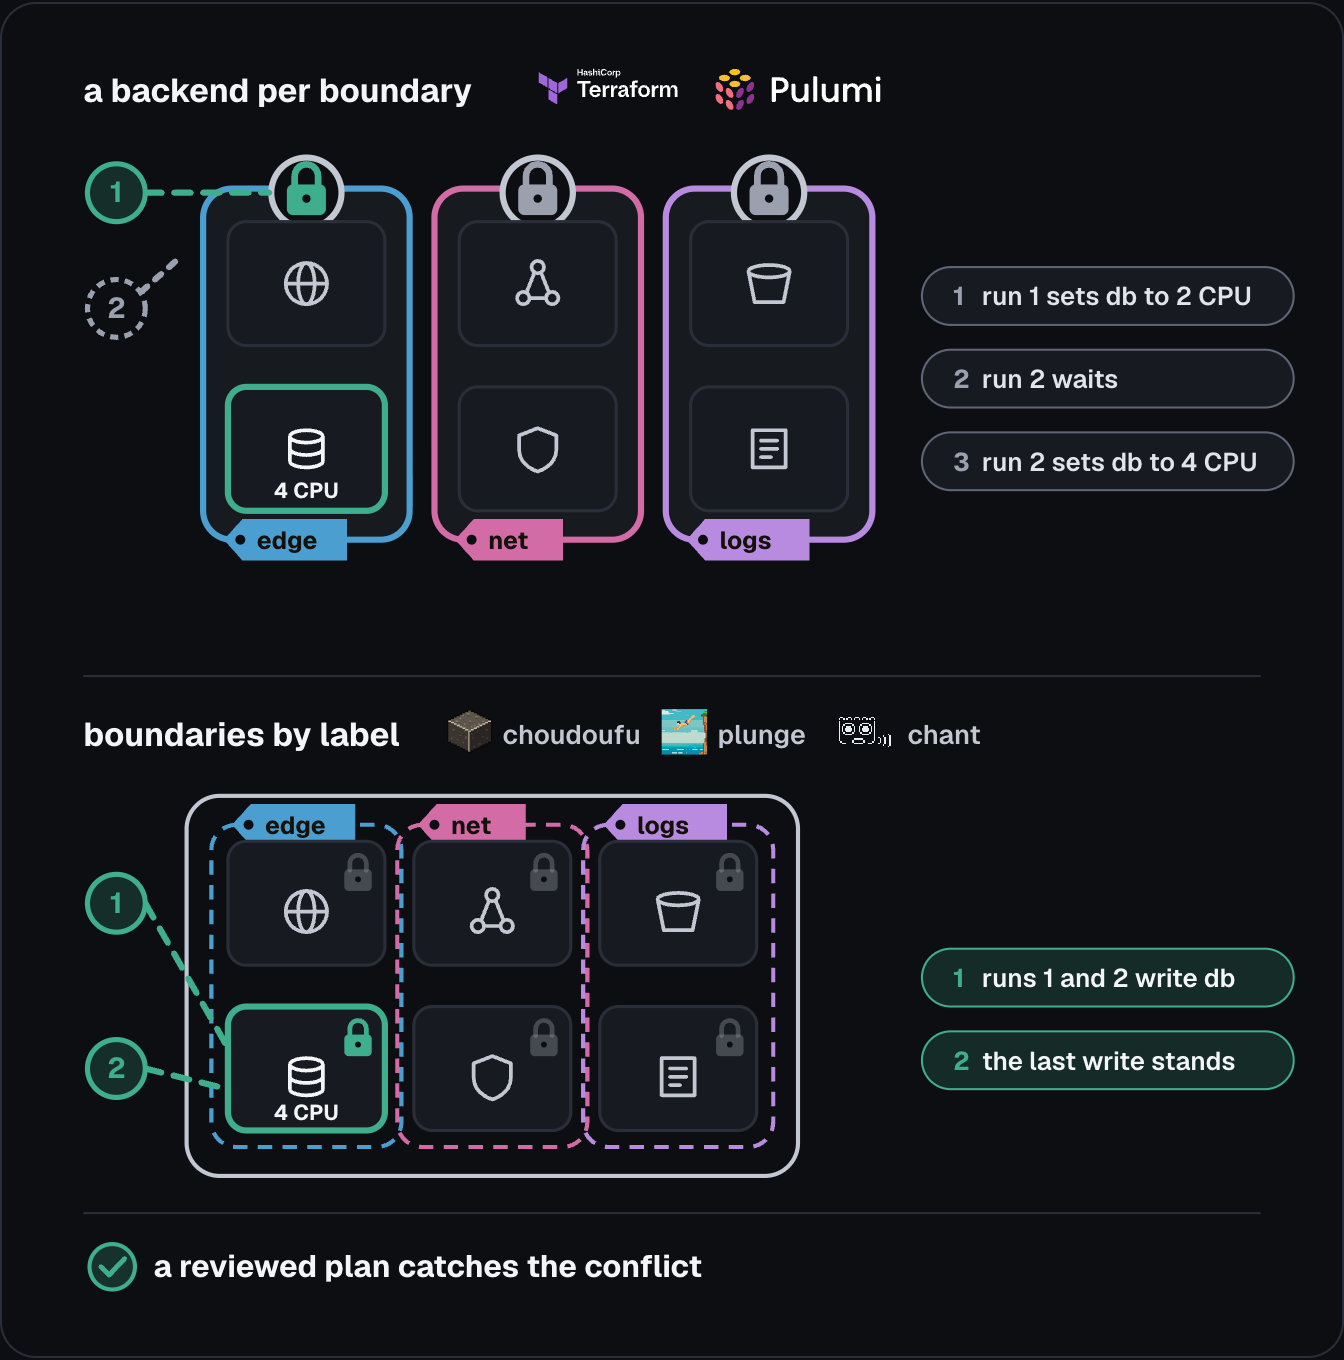 a backend per boundary
HashiCorp
Terraform
Pulumi
1
2
4 CPU
edge
net
logs
1 run 1 sets db to 2 CPU
2 run 2 waits
3 run 2 sets db to 4 CPU
boundaries by label
choudoufu
plunge
chant
edge
net
logs
1
2
4 CPU
1 runs 1 and 2 write db
2 the last write stands
a reviewed plan catches the conflict